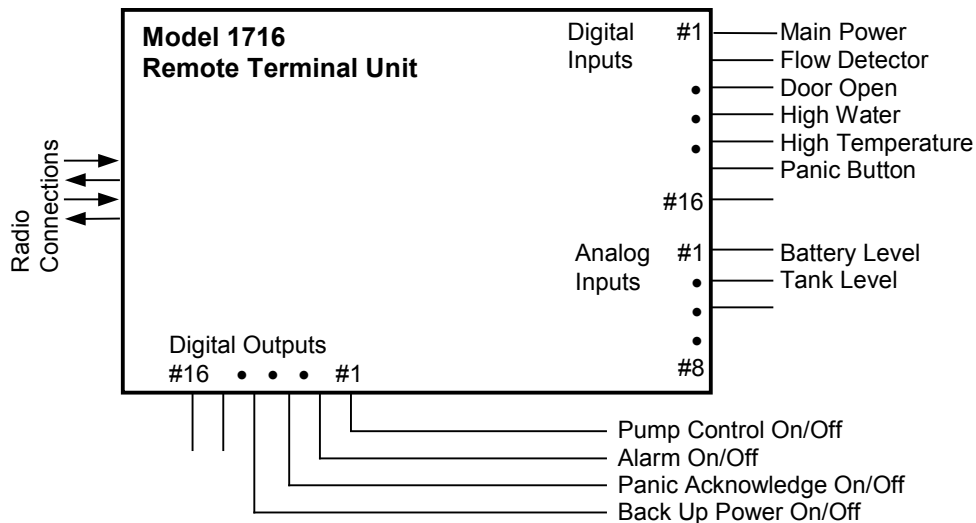 Model 1716
Remote Terminal Unit
Digital
Inputs
#1
Main Power
Flow Detector
Door Open
High Water
High Temperature
Panic Button
#16
Radio
Connections
Analog
Inputs
#1
Battery Level
Tank Level
#8
Digital Outputs
#16 • • • #1
Pump Control On/Off
Alarm On/Off
Panic Acknowledge On/Off
Back Up Power On/Off